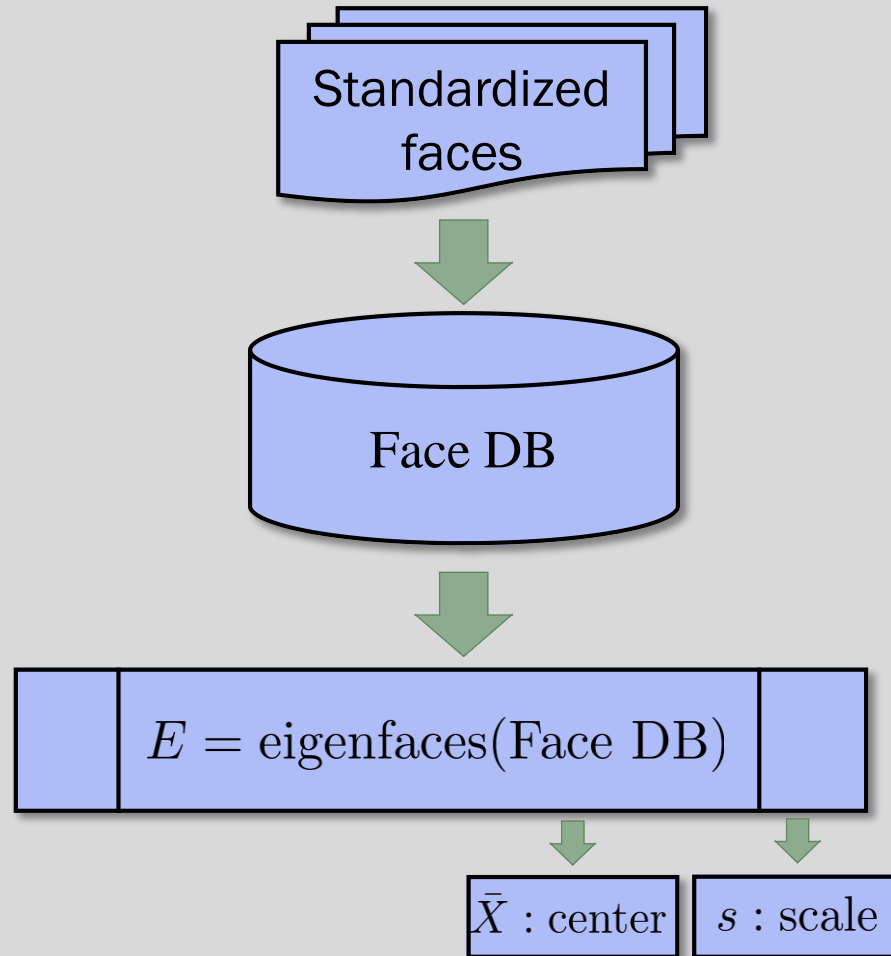 Standardized
faces
Face DB
E = eigenfaces(Face DB)
X̄ : center
s : scale